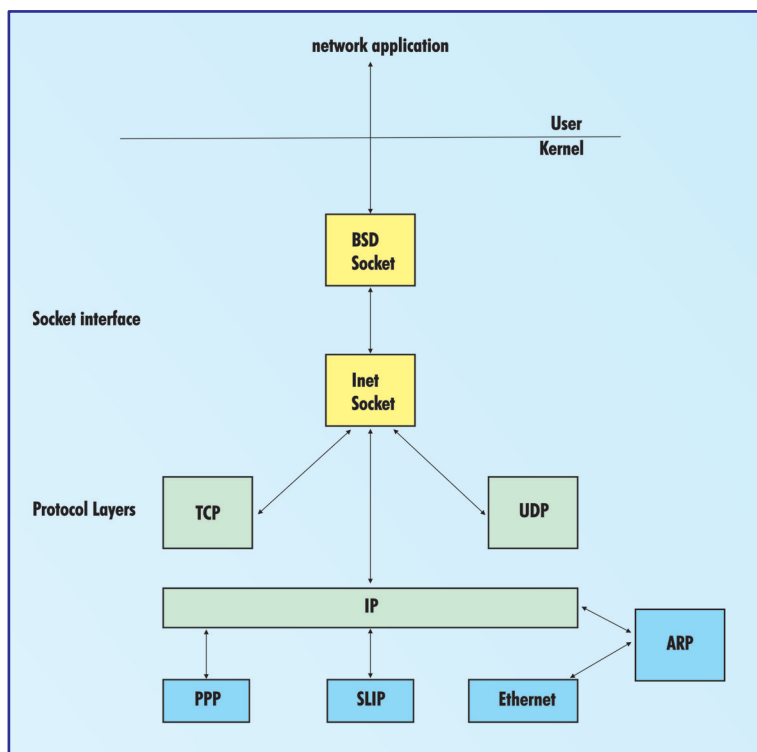 network application
User
Kernel
BSD
Socket
Socket interface
Inet
Socket
Protocol Layers
TCP
UDP
IP
ARP
PPP
SLIP
Ethernet